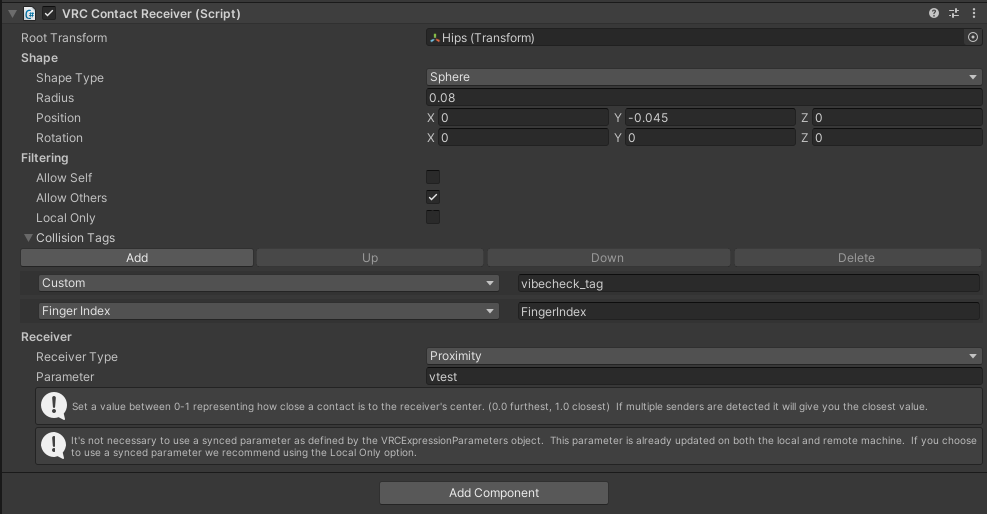 VRC Contact Receiver (Script)
Root Transform Hips (Transform)
Shape
Shape Type Sphere
Radius 0.08
Position X 0 Y -0.045 Z 0
Rotation X 0 Y 0 Z 0
Filtering
Allow Self
Allow Others
Local Only
Collision Tags
Add Up Down Delete
Custom vibecheck_tag
Finger Index FingerIndex
Receiver
Receiver Type Proximity
Parameter vtest
Set a value between 0-1 representing how close a contact is to the receiver's center. (0.0 furthest, 1.0 closest)  If multiple senders are detected it will give you the closest value.
It's not necessary to use a synced parameter as defined by the VRCExpressionParameters object.  This parameter is already updated on both the local and remote machine.  If you choose
to use a synced parameter we recommend using the Local Only option.
Add Component